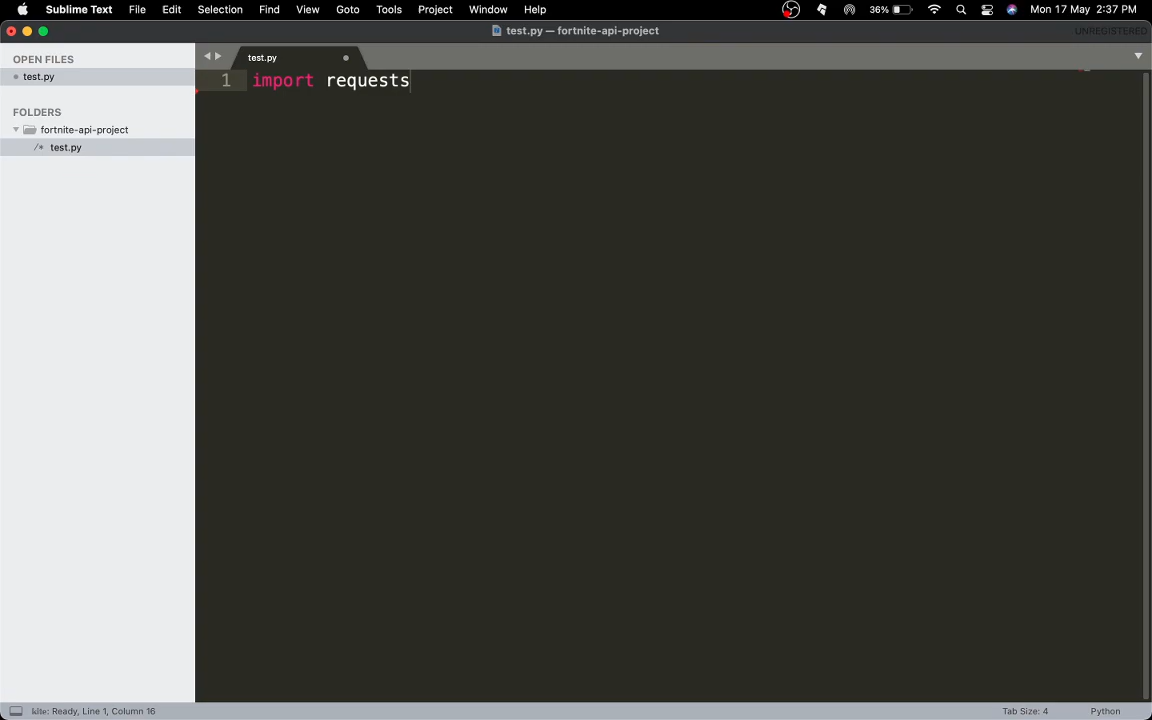 Sublime Text File Edit Selection Find View Goto Tools Project Window Help 36% Mon 17 May 2:37 PM
test.py — fortnite-api-project UNREGISTERED
OPEN FILES
test.py
FOLDERS
fortnite-api-project
/* test.py
test.py
1 import requests
kite: Ready, Line 1, Column 16 Tab Size: 4 Python